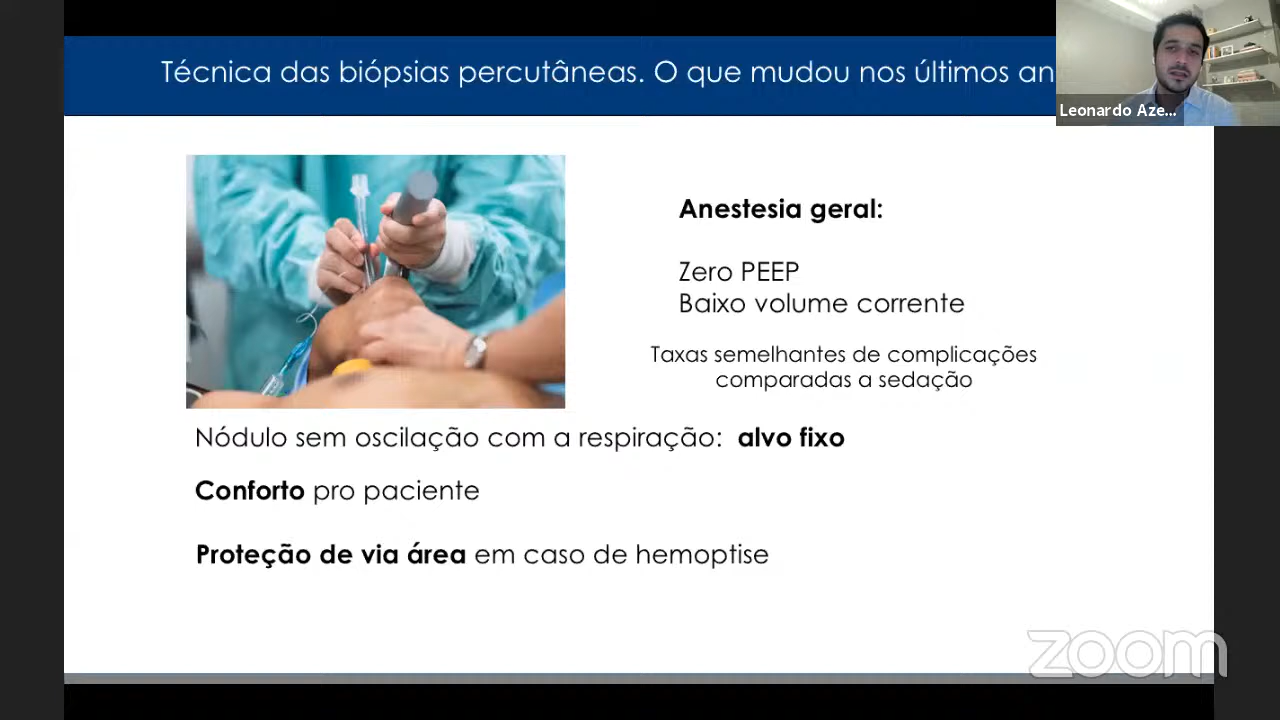 Técnica das biópsias percutâneas. O que mudou nos últimos an
Leonardo Aze...
Anestesia geral:
Zero PEEP
Baixo volume corrente
Taxas semelhantes de complicações
comparadas a sedação
Nódulo sem oscilação com a respiração: alvo fixo
Conforto pro paciente
Proteção de via área em caso de hemoptise
zoom